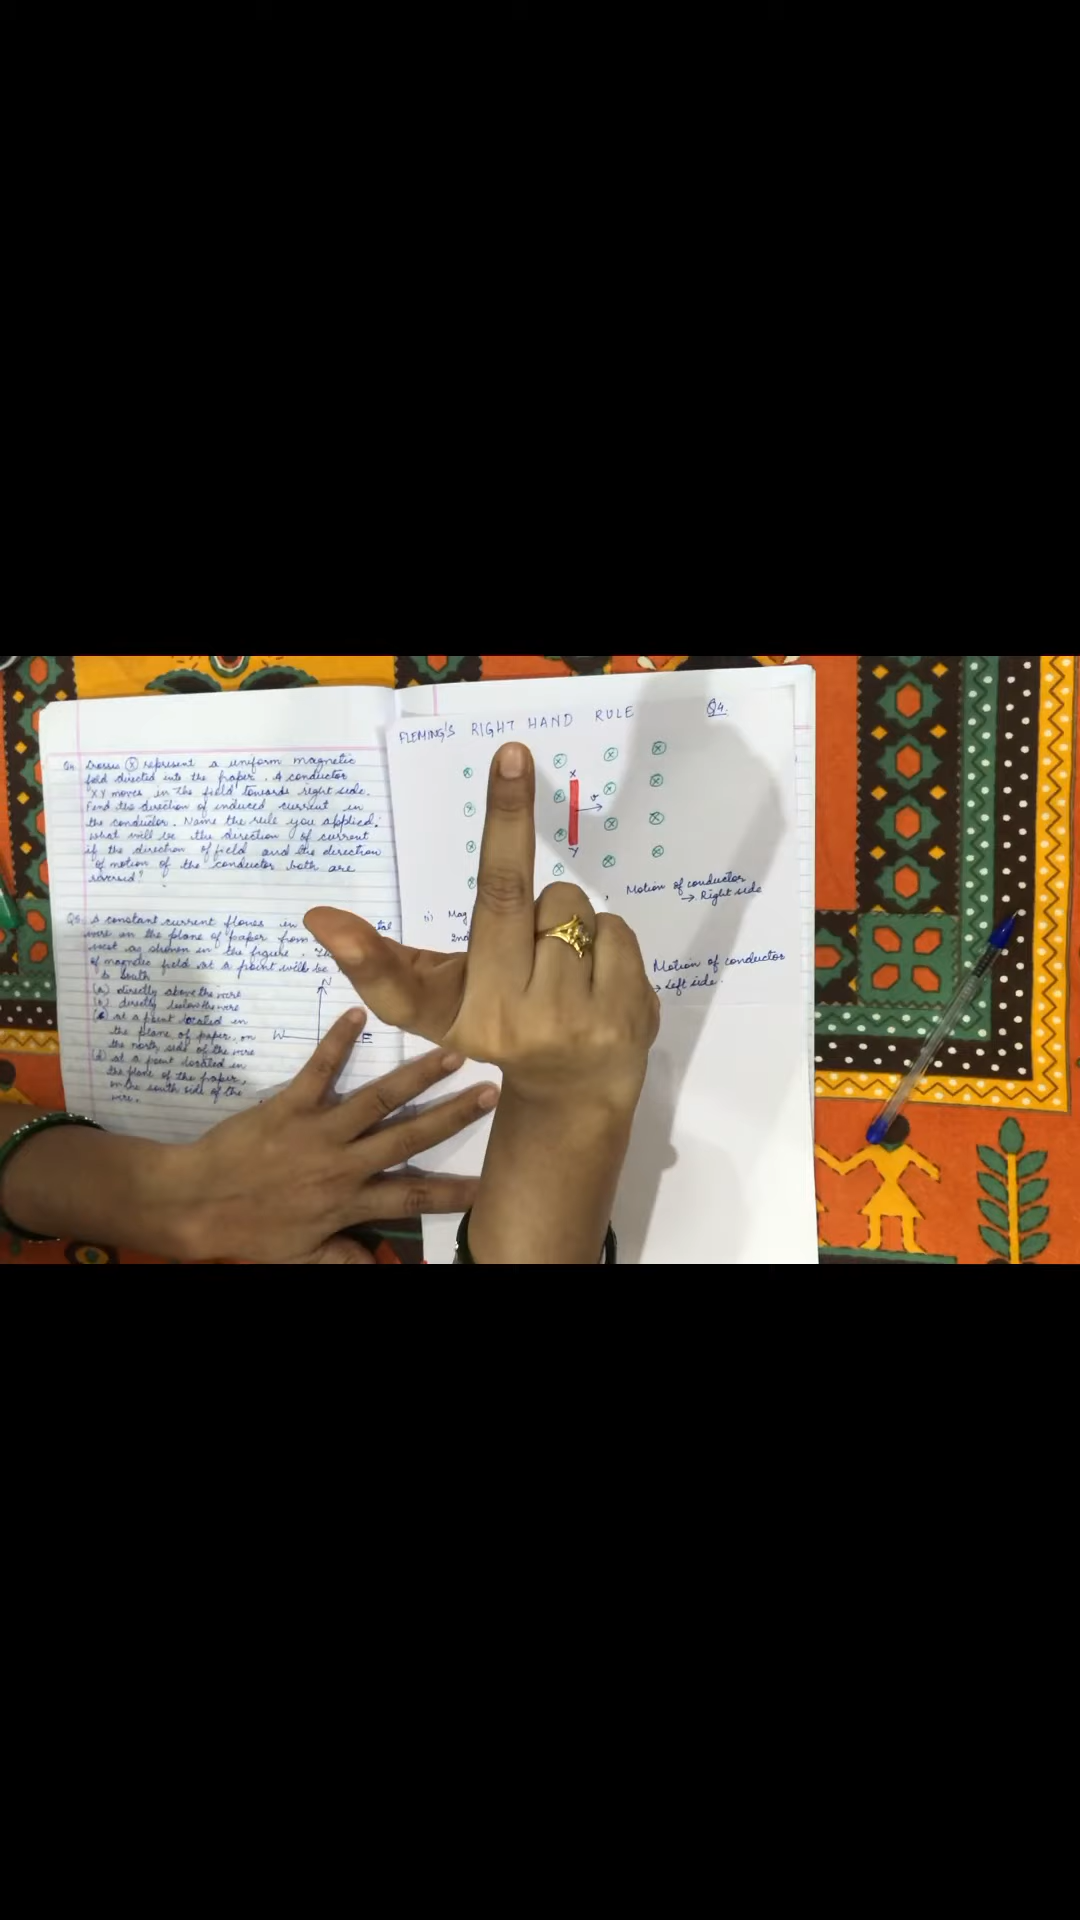 Q4. Crosses ⊗ represent a uniform magnetic
field directed into the paper. A conductor
XY moves in the field towards right side.
Find the direction of induced current in
the conductor. Name the rule you applied.
What will be the direction of current
if the direction of field and the direction
of motion of the conductor both are
reversed?
Q5. A constant current flows in
wire in the plane of paper from
west as shown in the figure.
of magnetic field at a point will be
to South
(a) directly above the wire
(b) directly below the wire
(c) at a point located in
the plane of paper, on
the north side of the wire
(d) at a point located in
the plane of the paper,
on the south side of the
wire.
N
W
E
FLEMING'S RIGHT HAND RULE
Q4.
X
v
Y
Motion of conductor
→ Right side
(i) Mag
Motion of conductor
→ left side.